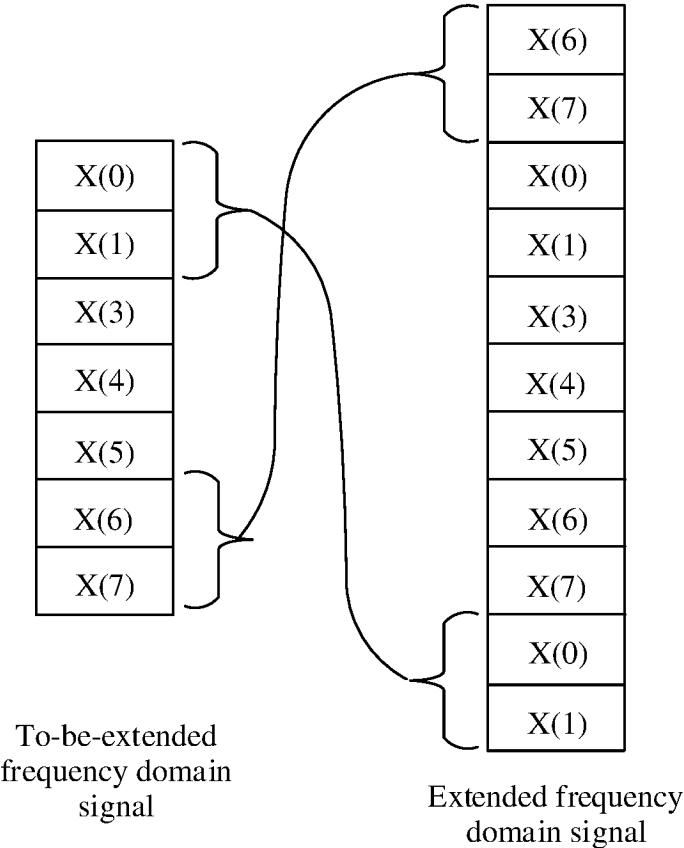 X(0)
X(1)
X(3)
X(4)
X(5)
X(6)
X(7)
To-be-extended
frequency domain
signal
X(6)
X(7)
X(0)
X(1)
X(3)
X(4)
X(5)
X(6)
X(7)
X(0)
X(1)
Extended frequency
domain signal